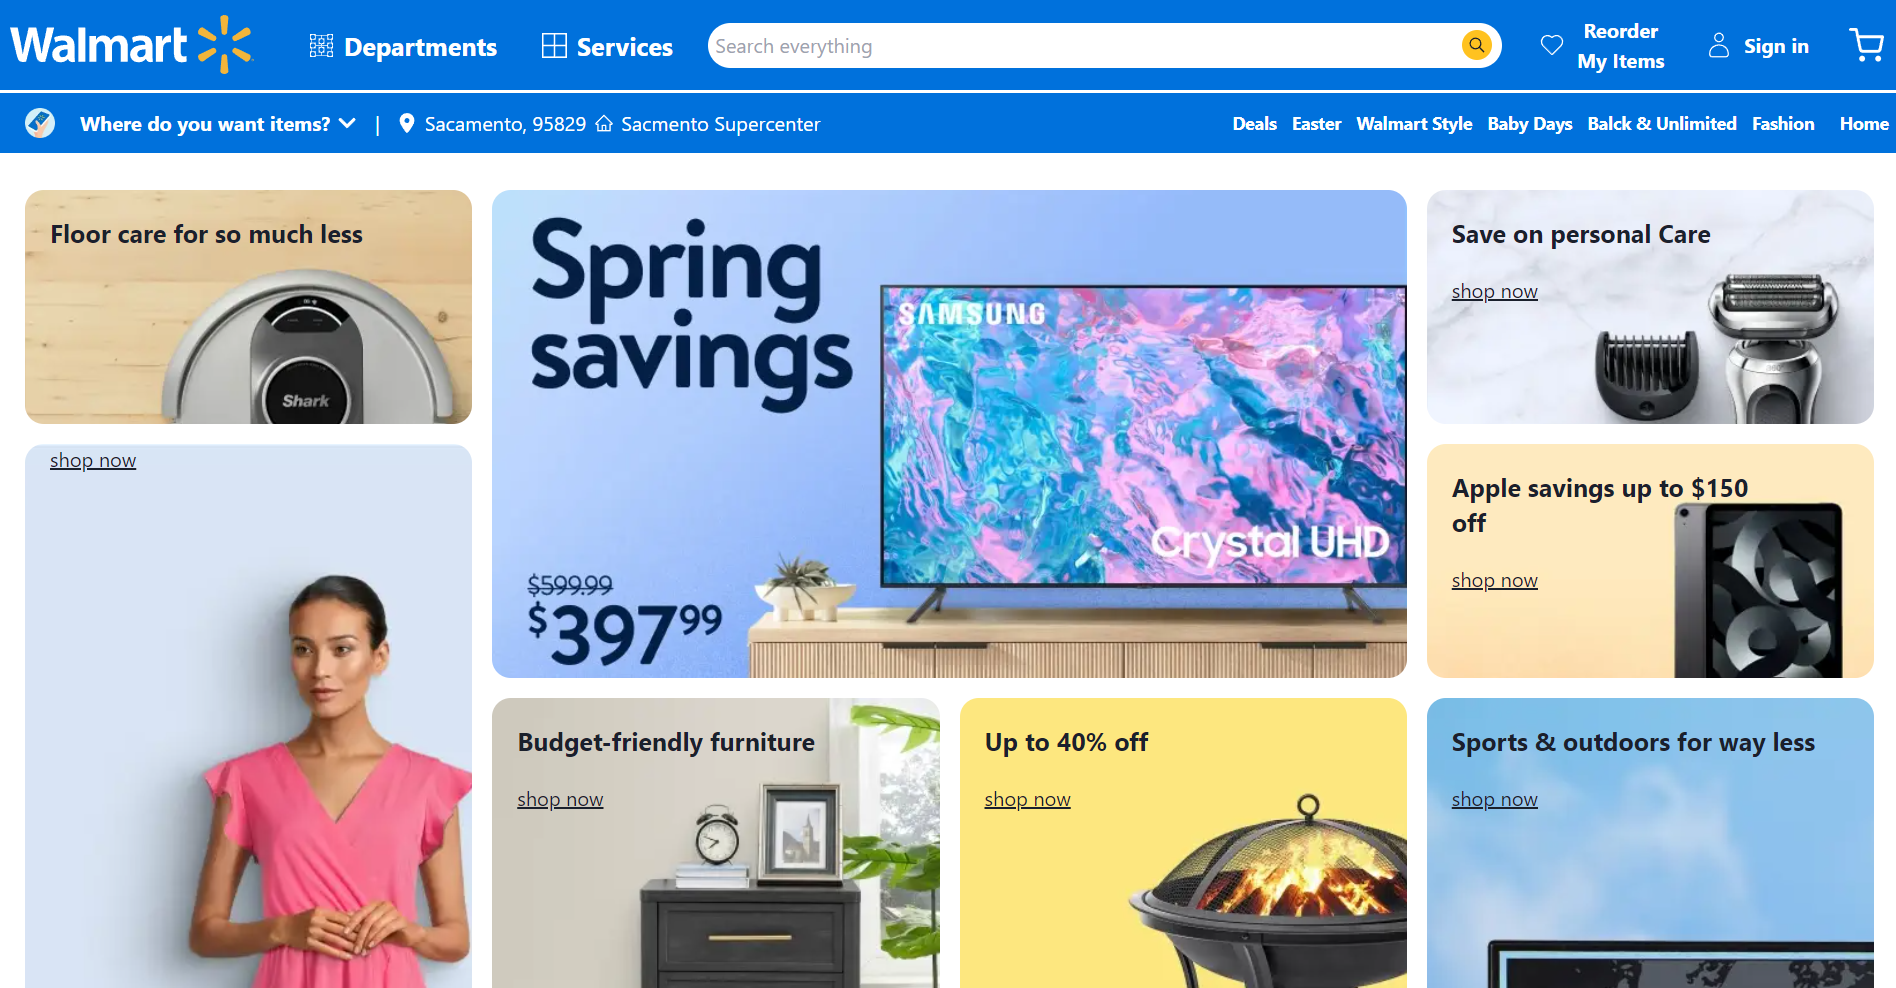 Walmart
Departments
Services
Search everything
Reorder
My Items
Sign in
Where do you want items?
|
Sacamento, 95829
Sacmento Supercenter
Deals
Easter
Walmart Style
Baby Days
Balck & Unlimited
Fashion
Home
Floor care for so much less
Shark
shop now
Spring
savings
SAMSUNG
Crystal UHD
$599.99
$397.99
Save on personal Care
shop now
Apple savings up to $150
off
shop now
Budget-friendly furniture
shop now
Up to 40% off
shop now
Sports & outdoors for way less
shop now